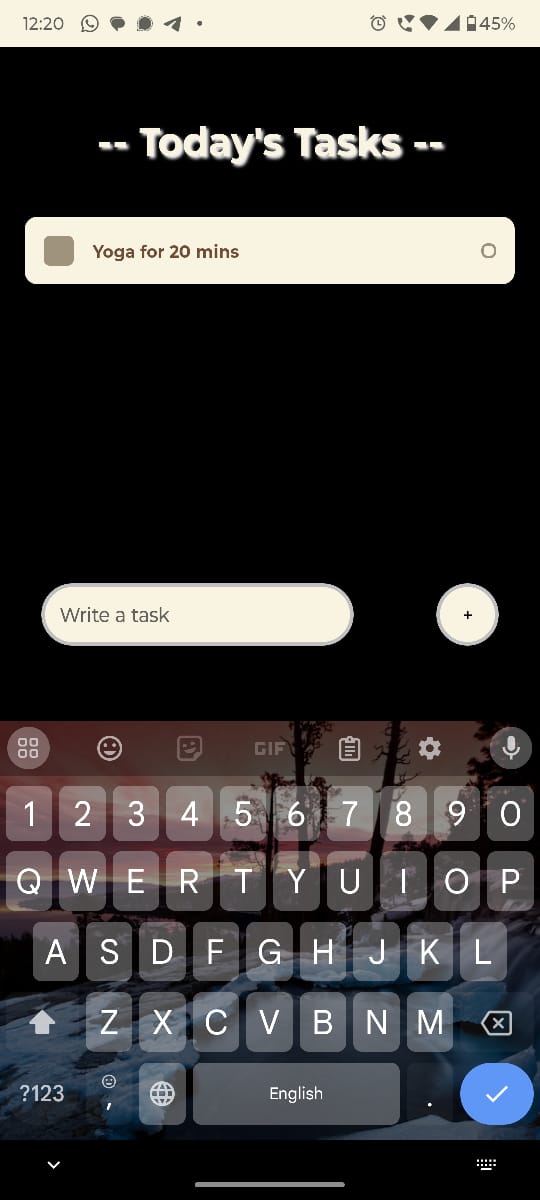 12:20 45%
-- Today's Tasks --
Yoga for 20 mins
Write a task +
GIF
1 2 3 4 5 6 7 8 9 0
Q W E R T Y U I O P
A S D F G H J K L
Z X C V B N M
?123 , English .